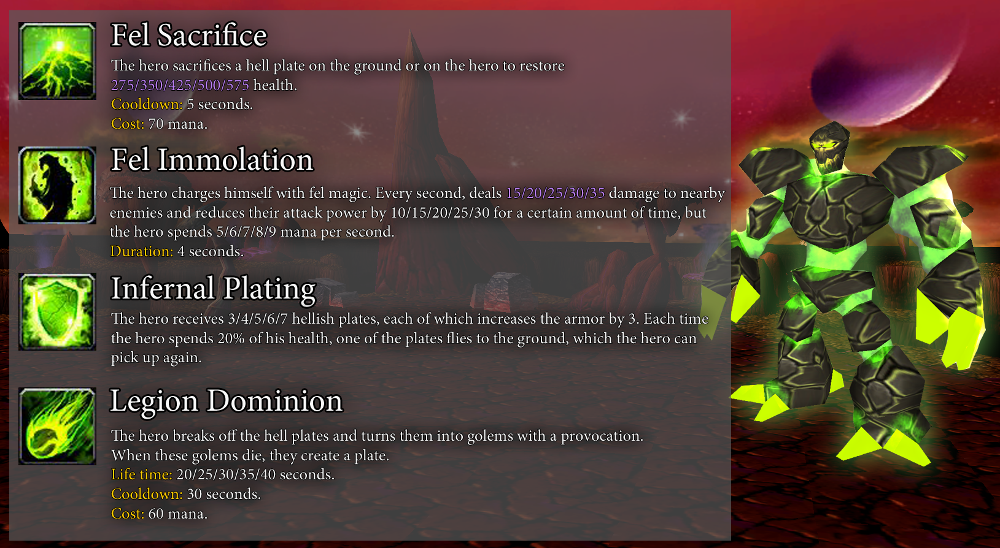 Fel Sacrifice
The hero sacrifices a hell plate on the ground or on the hero to restore
275/350/425/500/575 health.
Cooldown: 5 seconds.
Cost: 70 mana.
Fel Immolation
The hero charges himself with fel magic. Every second, deals 15/20/25/30/35 damage to nearby
enemies and reduces their attack power by 10/15/20/25/30 for a certain amount of time, but
the hero spends 5/6/7/8/9 mana per second.
Duration: 4 seconds.
Infernal Plating
The hero receives 3/4/5/6/7 hellish plates, each of which increases the armor by 3. Each time
the hero spends 20% of his health, one of the plates flies to the ground, which the hero can
pick up again.
Legion Dominion
The hero breaks off the hell plates and turns them into golems with a provocation.
When these golems die, they create a plate.
Life time: 20/25/30/35/40 seconds.
Cooldown: 30 seconds.
Cost: 60 mana.